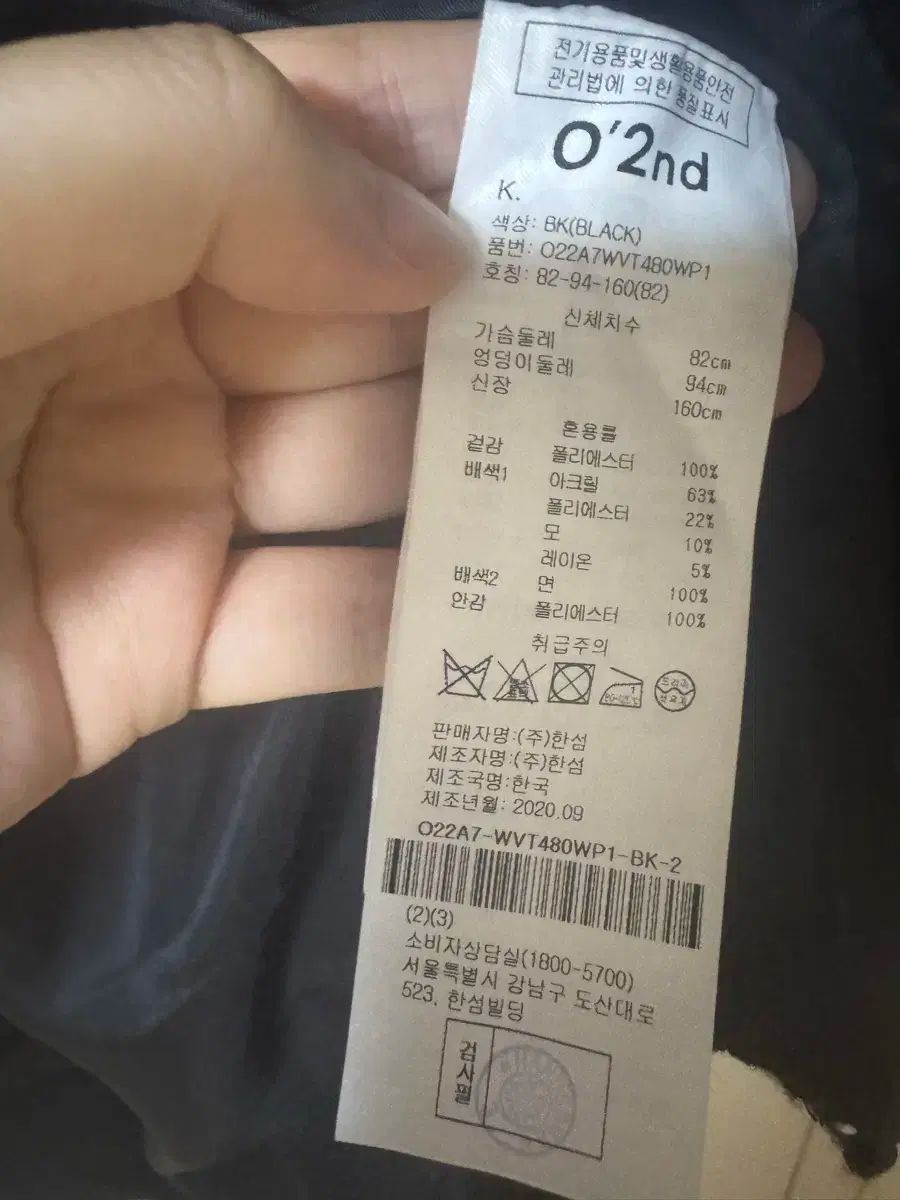 전기용품및생활용품안전
관리법에 의한 품질표시
O'2nd
K.
색상: BK(BLACK)
품번: O22A7WVT480WP1
호칭: 82-94-160(82)
신체치수
가슴둘레 82cm
엉덩이둘레 94cm
신장 160cm
혼용률
겉감 폴리에스터 100%
배색1 아크릴 63%
폴리에스터 22%
모 10%
레이온 5%
배색2 면 100%
안감 폴리에스터 100%
취급주의
판매자명:(주)한섬
제조자명:(주)한섬
제조국명:한국
제조년월: 2020.09
O22A7-WVT480WP1-BK-2
(2)(3)
소비자상담실(1800-5700)
서울특별시 강남구 도산대로
523, 한섬빌딩
검사필